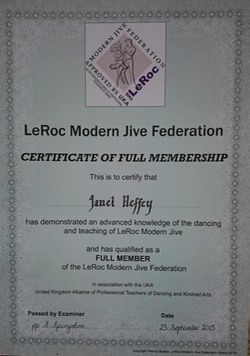 MODERN JIVE FEDERATION
APPROVED BY UKA
LeRoc
LeRoc Modern Jive Federation
CERTIFICATE OF FULL MEMBERSHIP
This is to certify that
Janet Heffey
has demonstrated an advanced knowledge of the dancing
and teaching of LeRoc Modern Jive
and has qualified as a
FULL MEMBER
of the LeRoc Modern Jive Federation
In association with the UKA
United Kingdom Alliance of Professional Teachers of Dancing and Kindred Arts.
Passed by Examiner
Date
pp S.
23 September 2015